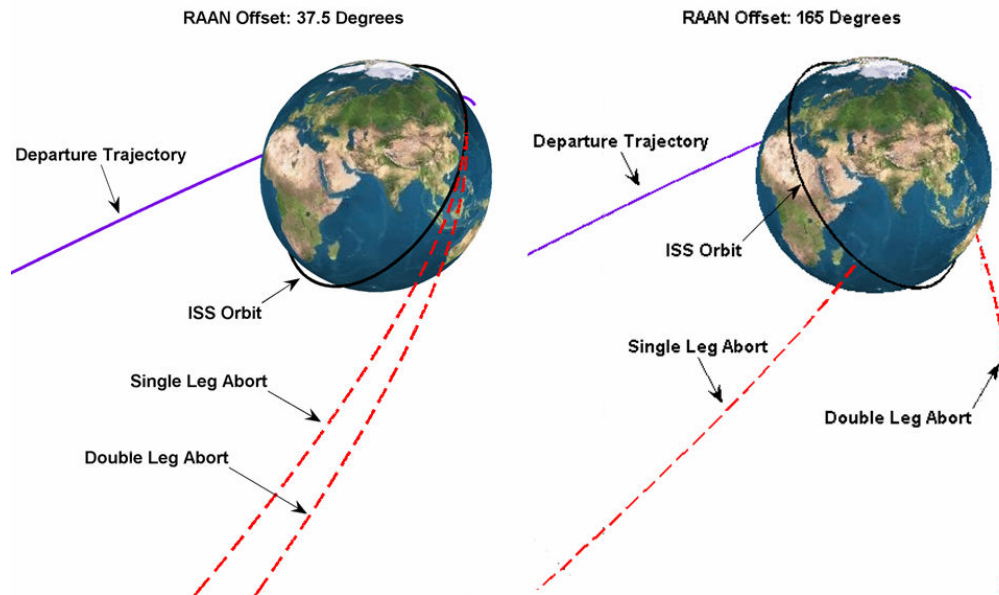 RAAN Offset: 37.5 Degrees
Departure Trajectory
ISS Orbit
Single Leg Abort
Double Leg Abort
RAAN Offset: 165 Degrees
Departure Trajectory
ISS Orbit
Single Leg Abort
Double Leg Abort